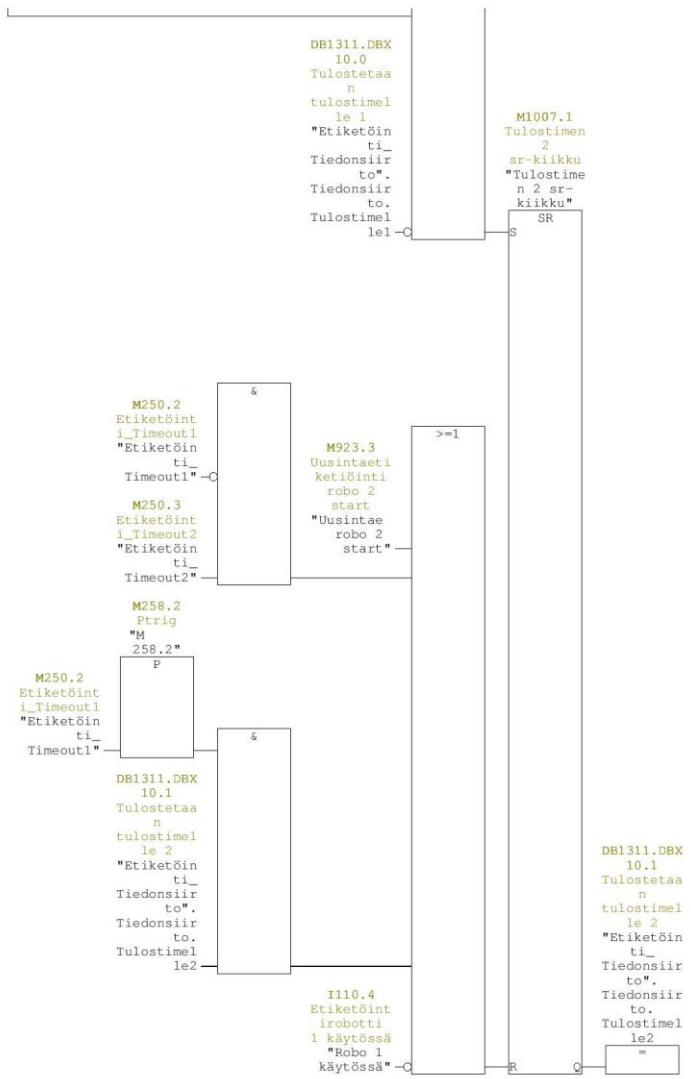 DB1311.DBX
10.0
Tulostetaa
n
tulostimel
le 1
"Etiketöin
ti_
Tiedonsiir
to".
Tiedonsiir
to.
Tulostimel
le1
M1007.1
Tulostimen
2
sr-kiikku
"Tulostime
n 2 sr-
kiikku"
SR
S
&
M250.2
Etiketöint
i_Timeout1
"Etiketöin
ti_
Timeout1"
M250.3
Etiketöint
i_Timeout2
"Etiketöin
ti_
Timeout2"
>=1
M923.3
Uusintaeti
ketiöinti
robo 2
start
"Uusintae
robo 2
start"
M258.2
Ptrig
"M
258.2"
P
M250.2
Etiketöint
i_Timeout1
"Etiketöin
ti_
Timeout1"
&
DB1311.DBX
10.1
Tulostetaa
n
tulostimel
le 2
"Etiketöin
ti_
Tiedonsiir
to".
Tiedonsiir
to.
Tulostimel
le2
I110.4
Etiketöint
irobotti
1 käytössä
"Robo 1
käytössä"
R
Q
DB1311.DBX
10.1
Tulostetaa
n
tulostimel
le 2
"Etiketöin
ti_
Tiedonsiir
to".
Tiedonsiir
to.
Tulostimel
le2
=